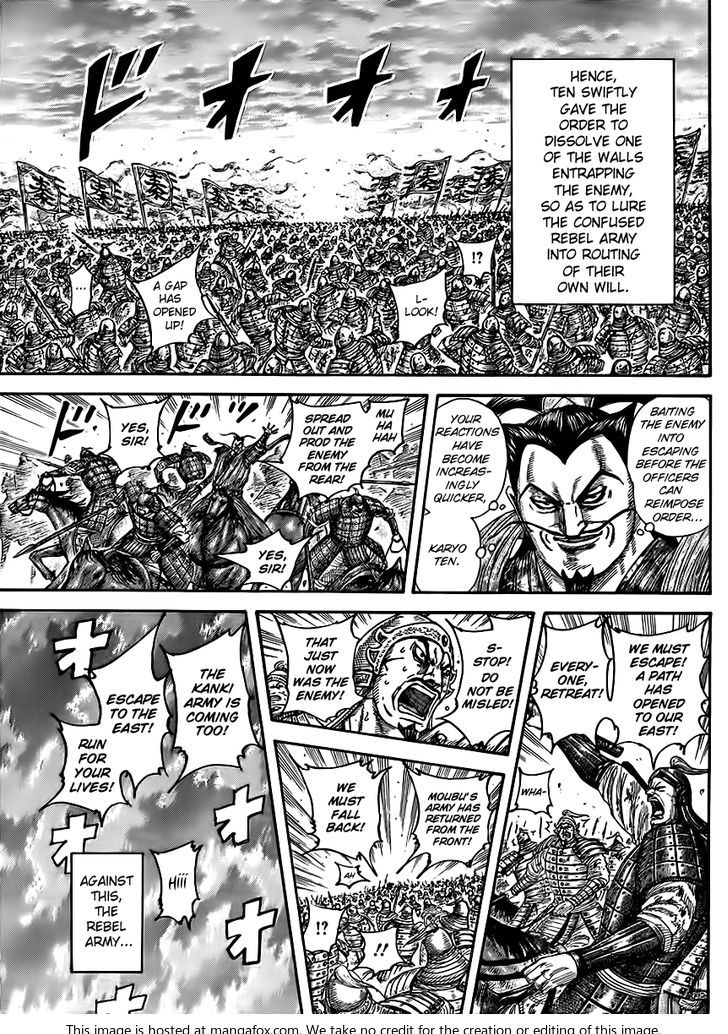 HENCE,
TEN SWIFTLY
GAVE THE
ORDER TO
DISSOLVE ONE
OF THE WALLS
ENTRAPPING
THE ENEMY,
SO AS TO LURE
THE CONFUSED
REBEL ARMY
INTO ROUTING
OF THEIR
OWN WILL.
ドオオオ
!?
L-
LOOK!
A GAP
HAS
OPENED
UP!
...
BAITING
THE ENEMY
INTO
ESCAPING
BEFORE THE
OFFICERS
CAN
REIMPOSE
ORDER...
YOUR
REACTIONS
HAVE
BECOME
INCREAS-
INGLY
QUICKER,
KARYO
TEN.
MU
HA
HAH
SPREAD
OUT AND
PROD THE
ENEMY
FROM THE
REAR!
ドドッ
YES,
SIR!
YES,
SIR!
WE MUST
ESCAPE!
A PATH
HAS
OPENED
TO OUR
EAST!
EVERY-
ONE,
RETREAT!
WHA-
S-
STOP!
DO
NOT BE
MISLED!
THAT
JUST
NOW
WAS THE
ENEMY!
MOUBU'S
ARMY HAS
RETURNED
FROM THE
FRONT!
WE
MUST
FALL
BACK!
AH
!?
!!
THE
KANKI
ARMY IS
COMING
TOO!
ESCAPE
TO THE
EAST!
RUN
FOR
YOUR
LIVES!
オオオオオ
Hiii
AGAINST
THIS,
THE
REBEL
ARMY...
This image is hosted at mangafox.com. We take no credit for the creation or editing of this image.